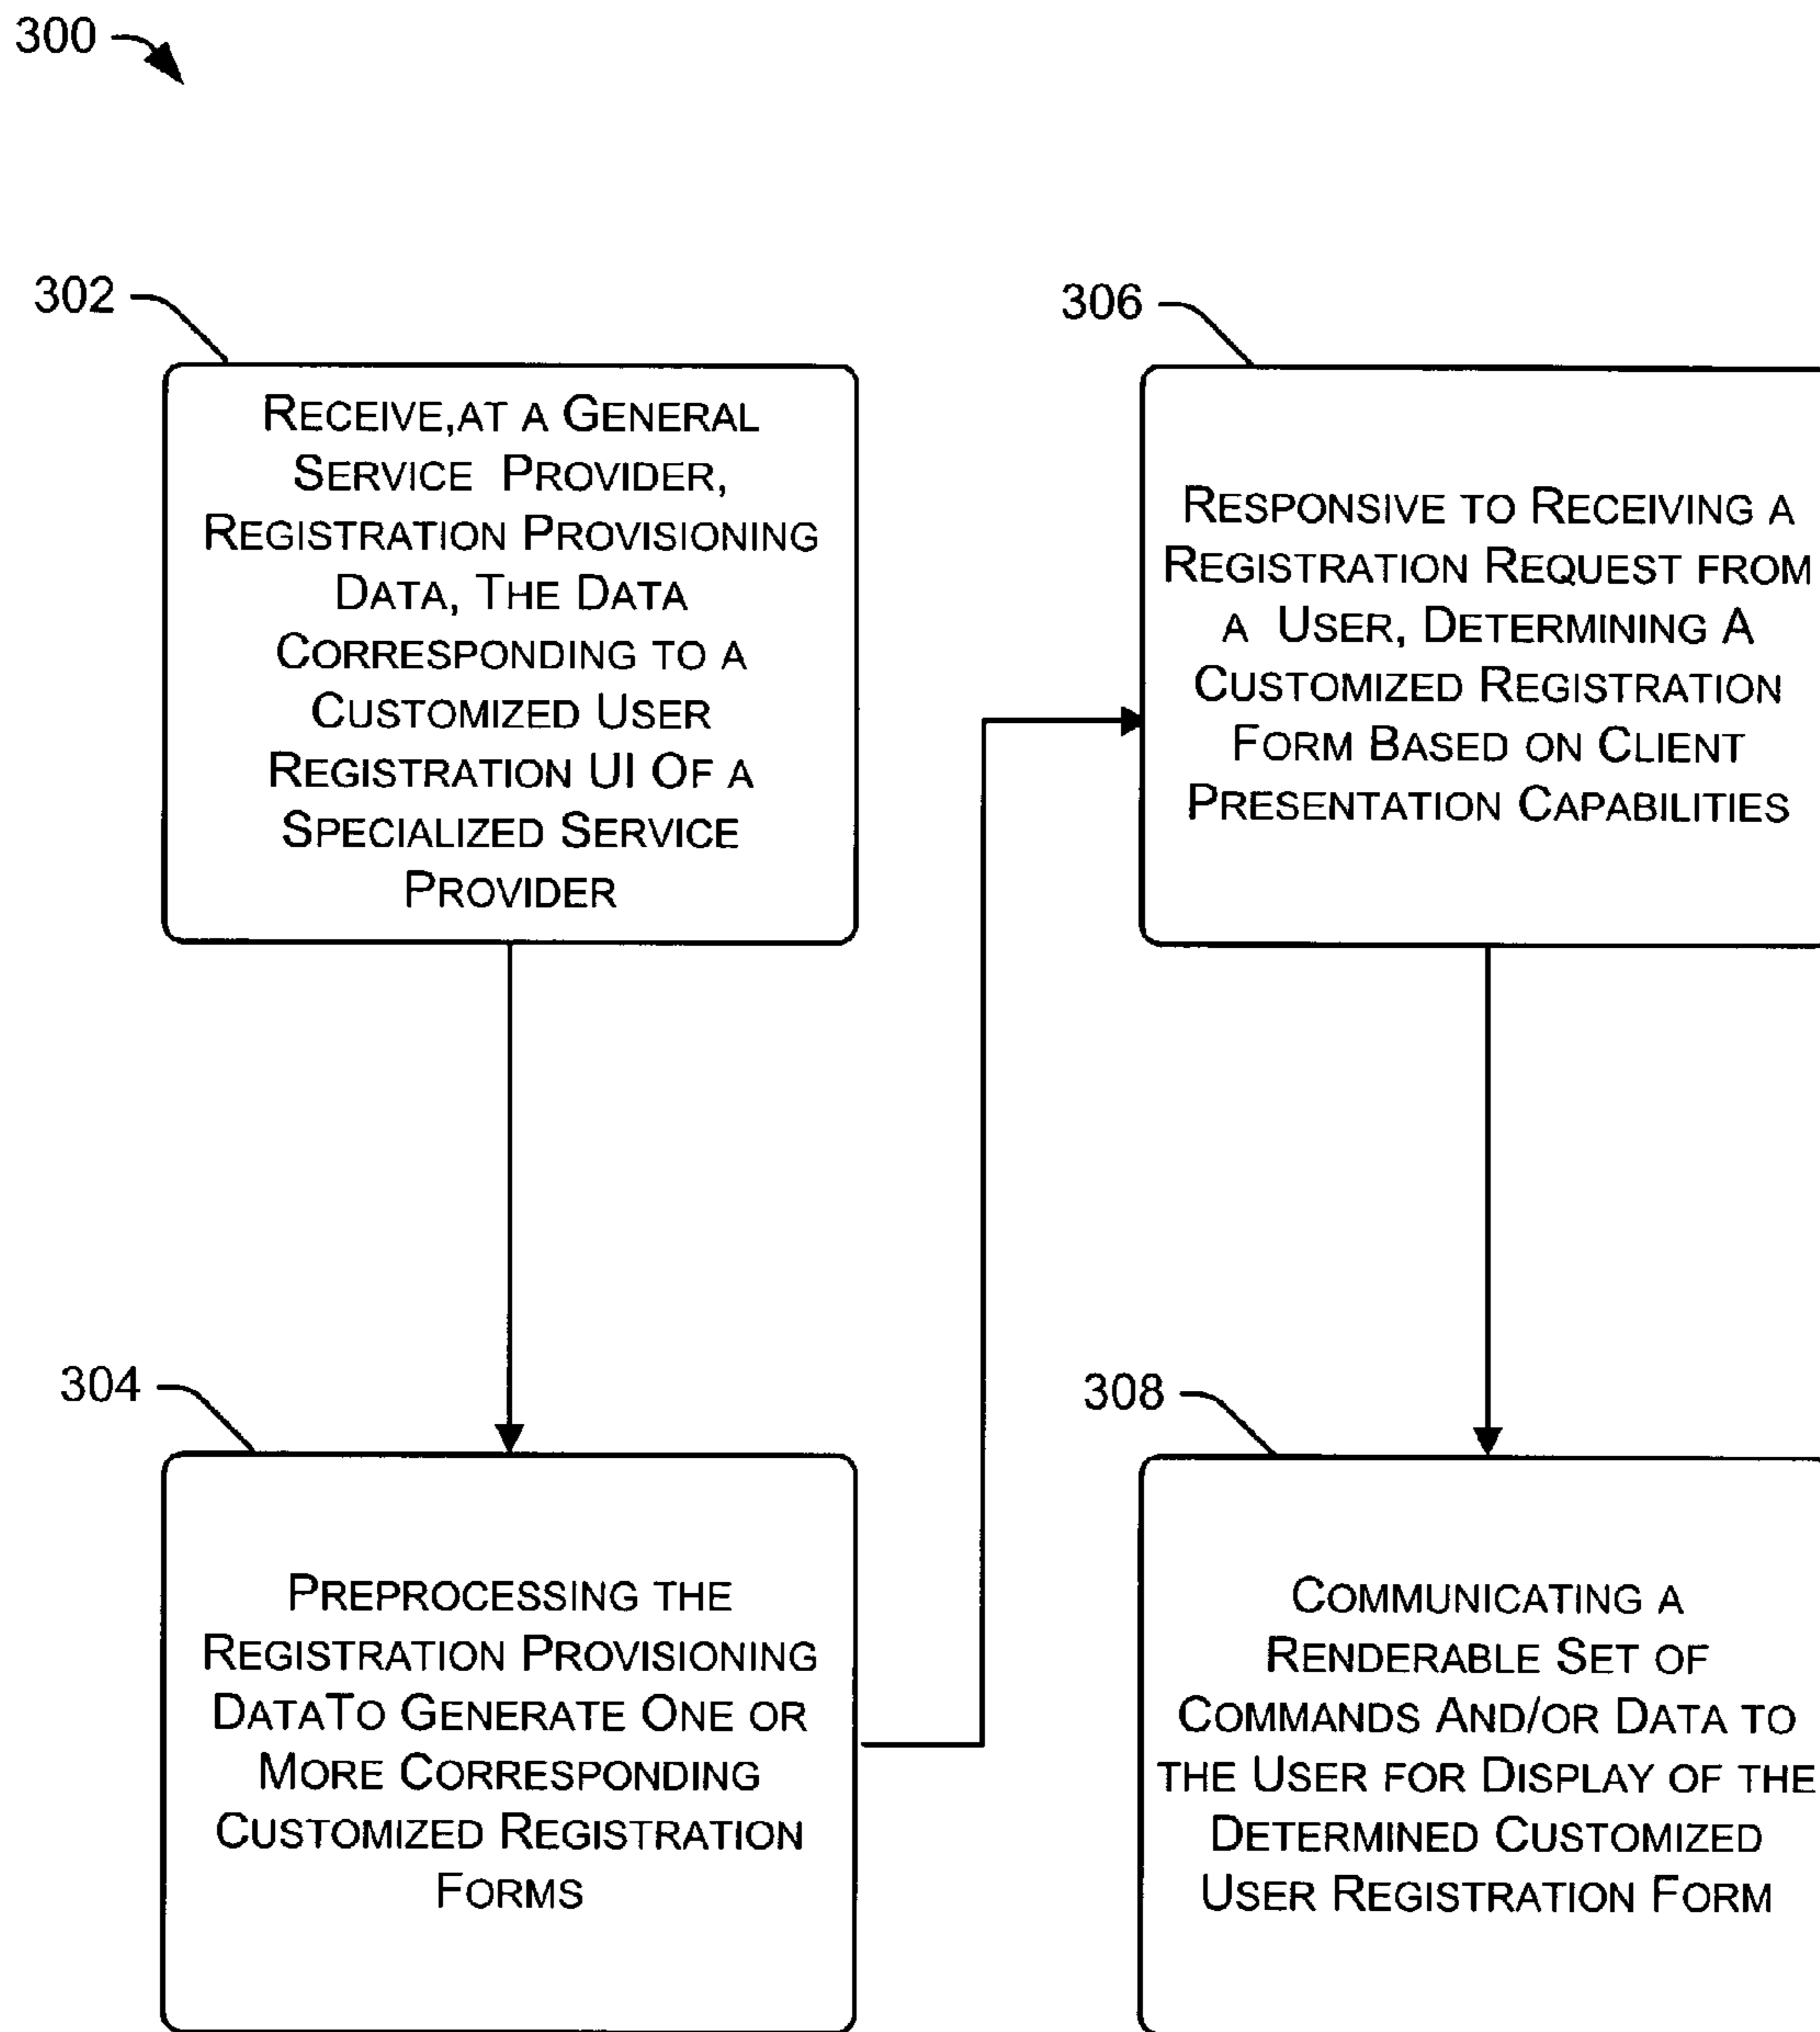 300
302
RECEIVE,AT A GENERAL
SERVICE PROVIDER,
REGISTRATION PROVISIONING
DATA, THE DATA
CORRESPONDING TO A
CUSTOMIZED USER
REGISTRATION UI OF A
SPECIALIZED SERVICE
PROVIDER
304
PREPROCESSING THE
REGISTRATION PROVISIONING
DATATO GENERATE ONE OR
MORE CORRESPONDING
CUSTOMIZED REGISTRATION
FORMS
306
RESPONSIVE TO RECEIVING A
REGISTRATION REQUEST FROM
A USER, DETERMINING A
CUSTOMIZED REGISTRATION
FORM BASED ON CLIENT
PRESENTATION CAPABILITIES
308
COMMUNICATING A
RENDERABLE SET OF
COMMANDS AND/OR DATA TO
THE USER FOR DISPLAY OF THE
DETERMINED CUSTOMIZED
USER REGISTRATION FORM